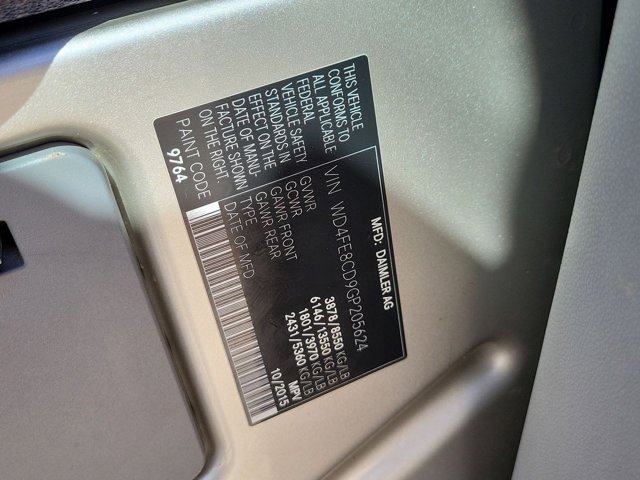 MFD: DAIMLER AG
THIS VEHICLE
CONFORMS TO
ALL APPLICABLE
FEDERAL
VEHICLE SAFETY
STANDARDS IN
EFFECT ON THE
DATE OF MANU-
FACTURE SHOWN
ON THE RIGHT
PAINT CODE
9764
VIN WD4FE8CD9GP205624
GVWR 3878/8550 KG/LB
GCWR 6146/13550 KG/LB
GAWR FRONT 1801/3970 KG/LB
GAWR REAR 2431/5360 KG/LB
TYPE MPV
DATE OF MFD 10/2015